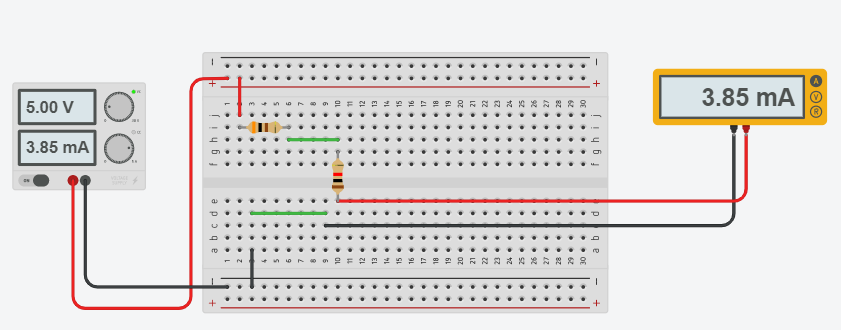 5.00 V
3.85 mA
3.85 mA
A
V
R
ON
− −
+ +
1 2 3 4 5 6 7 8 9 10 11 12 13 14 15 16 17 18 19 20 21 22 23 24 25 26 27 28 29 30
j j
i i
h h
g g
f f
e e
d d
c c
b b
a a
1 2 3 4 5 6 7 8 9 10 11 12 13 14 15 16 17 18 19 20 21 22 23 24 25 26 27 28 29 30
− −
+ +